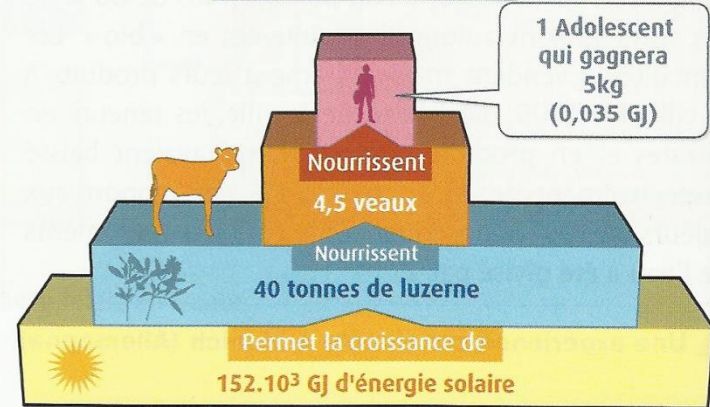 1 Adolescent
qui gagnera
5kg
(0,035 GJ)
Nourrissent
4,5 veaux
Nourrissent
40 tonnes de luzerne
Permet la croissance de
152.10³ GJ d'énergie solaire